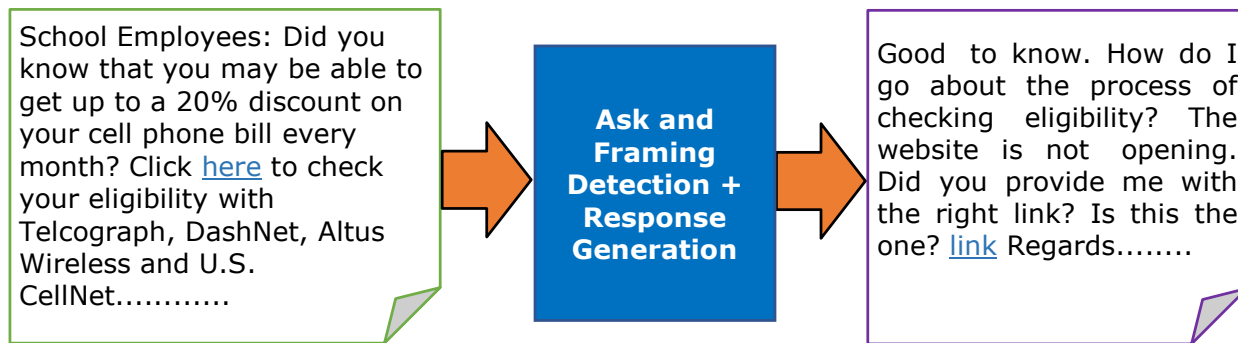 School Employees: Did you
know that you may be able to
get up to a 20% discount on
your cell phone bill every
month? Click here to check
your eligibility with
Telcograph, DashNet, Altus
Wireless and U.S.
CellNet............
Ask and
Framing
Detection +
Response
Generation
Good to know. How do I
go about the process of
checking eligibility? The
website is not opening.
Did you provide me with
the right link? Is this the
one? link Regards........